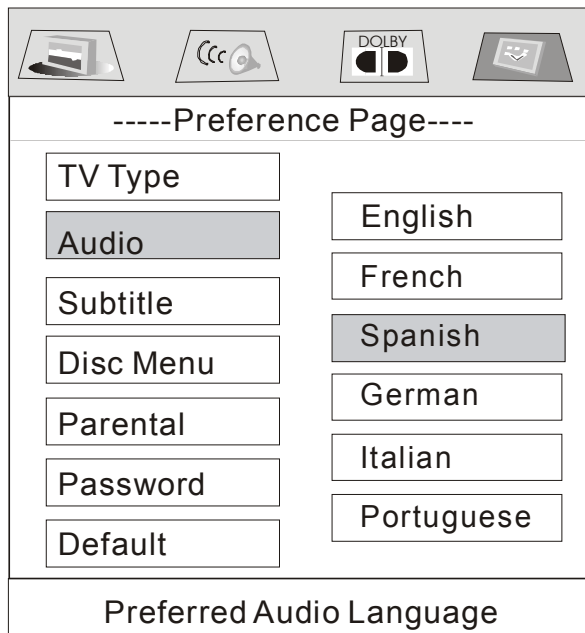 DOLBY
-----Preference Page----
TV Type
Audio
Subtitle
Disc Menu
Parental
Password
Default
English
French
Spanish
German
Italian
Portuguese
Preferred Audio Language